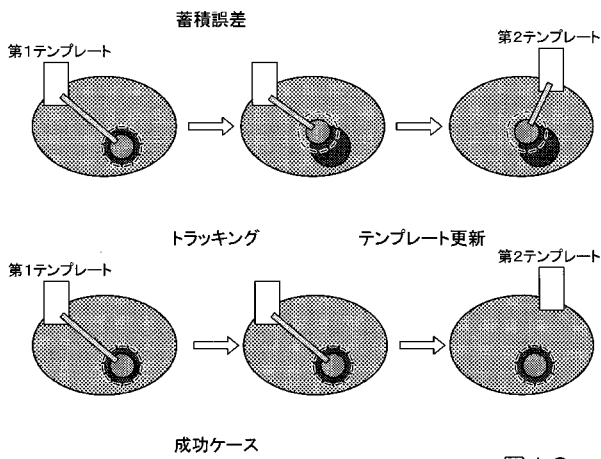 蓄積誤差
第1テンプレート
第2テンプレート
トラッキング
テンプレート更新
第1テンプレート
第2テンプレート
成功ケース